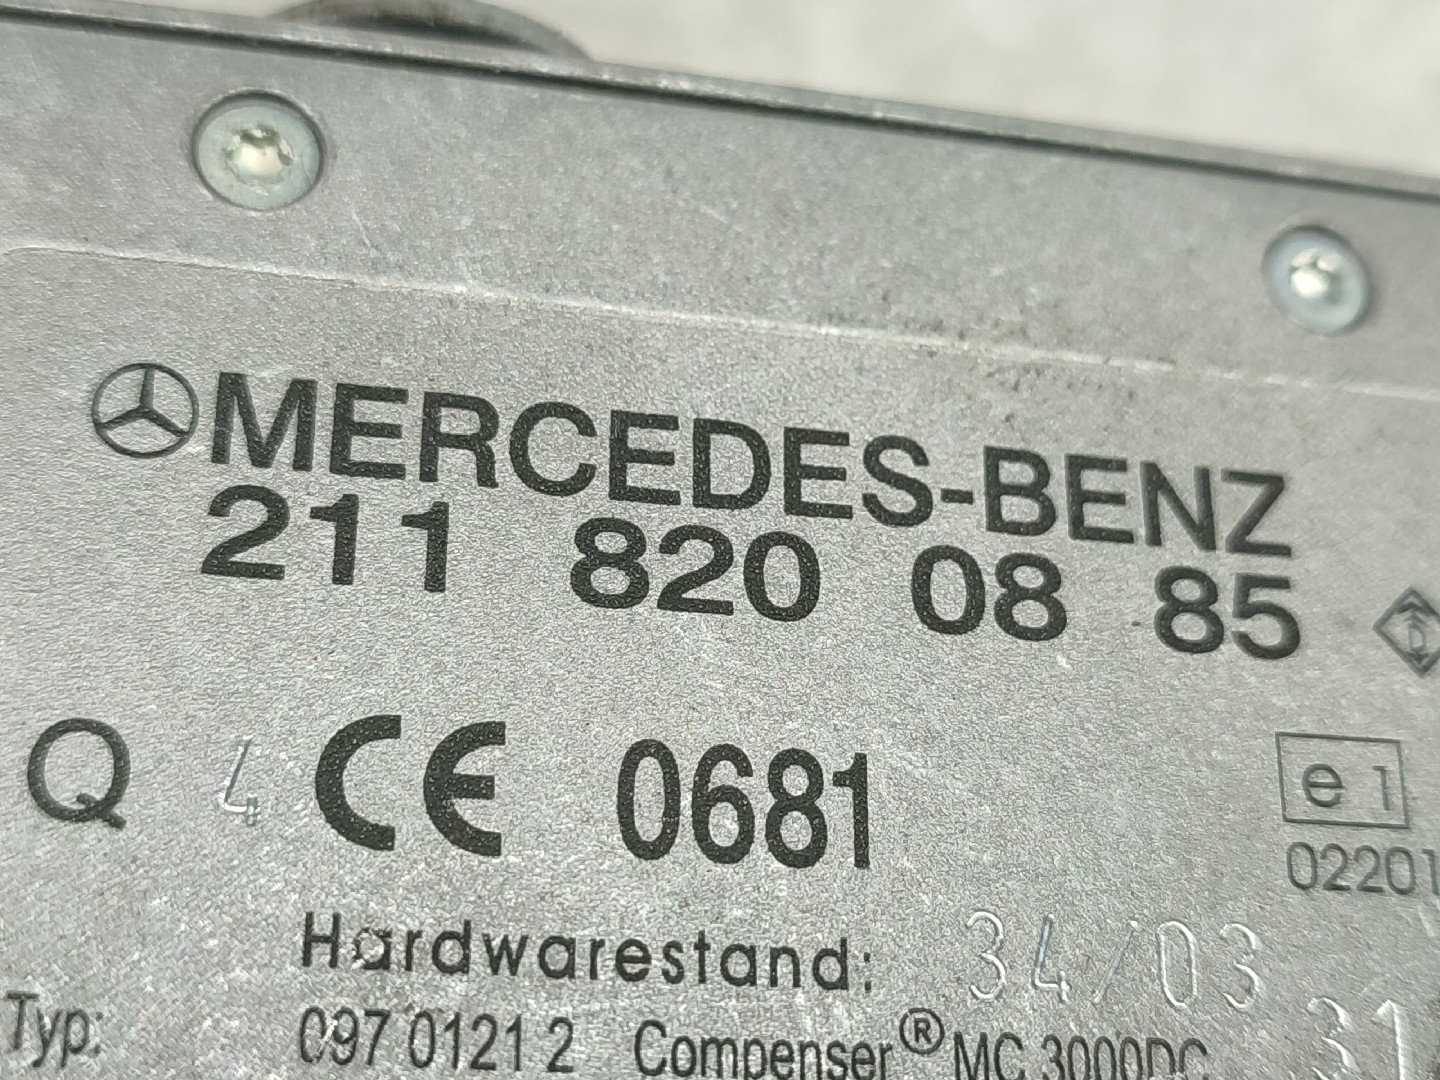 MERCEDES-BENZ
211 820 08 85
Q 4 CE 0681 e1
02201
Hardwarestand: 34/03
Typ: 097 0121 2 Compenser® MC 3000DC 31